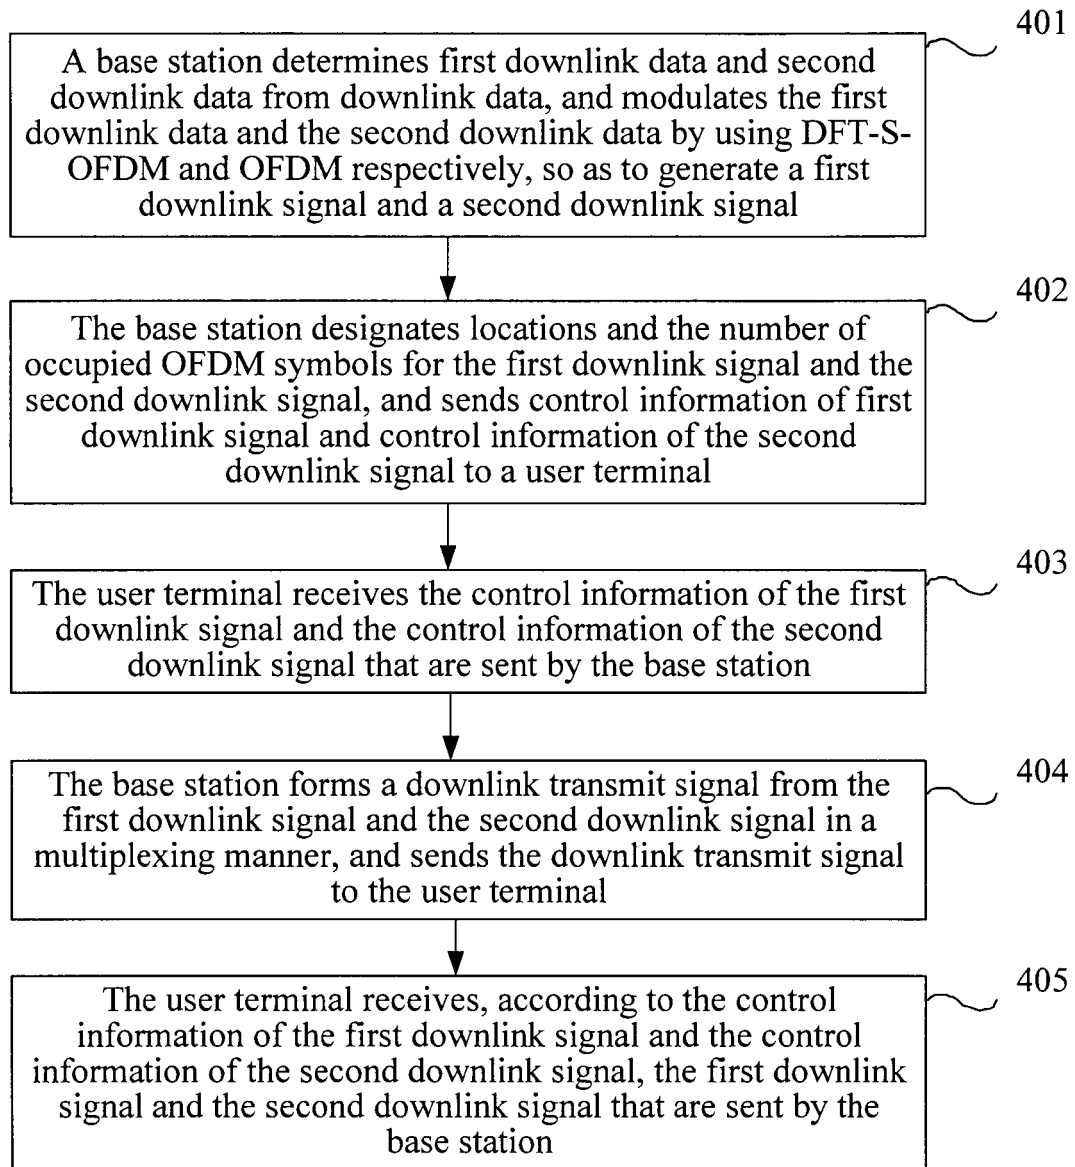 401
A base station determines first downlink data and second
downlink data from downlink data, and modulates the first
downlink data and the second downlink data by using DFT-S-
OFDM and OFDM respectively, so as to generate a first
downlink signal and a second downlink signal
402
The base station designates locations and the number of
occupied OFDM symbols for the first downlink signal and the
second downlink signal, and sends control information of first
downlink signal and control information of the second
downlink signal to a user terminal
403
The user terminal receives the control information of the first
downlink signal and the control information of the second
downlink signal that are sent by the base station
404
The base station forms a downlink transmit signal from the
first downlink signal and the second downlink signal in a
multiplexing manner, and sends the downlink transmit signal
to the user terminal
405
The user terminal receives, according to the control
information of the first downlink signal and the control
information of the second downlink signal, the first downlink
signal and the second downlink signal that are sent by the
base station